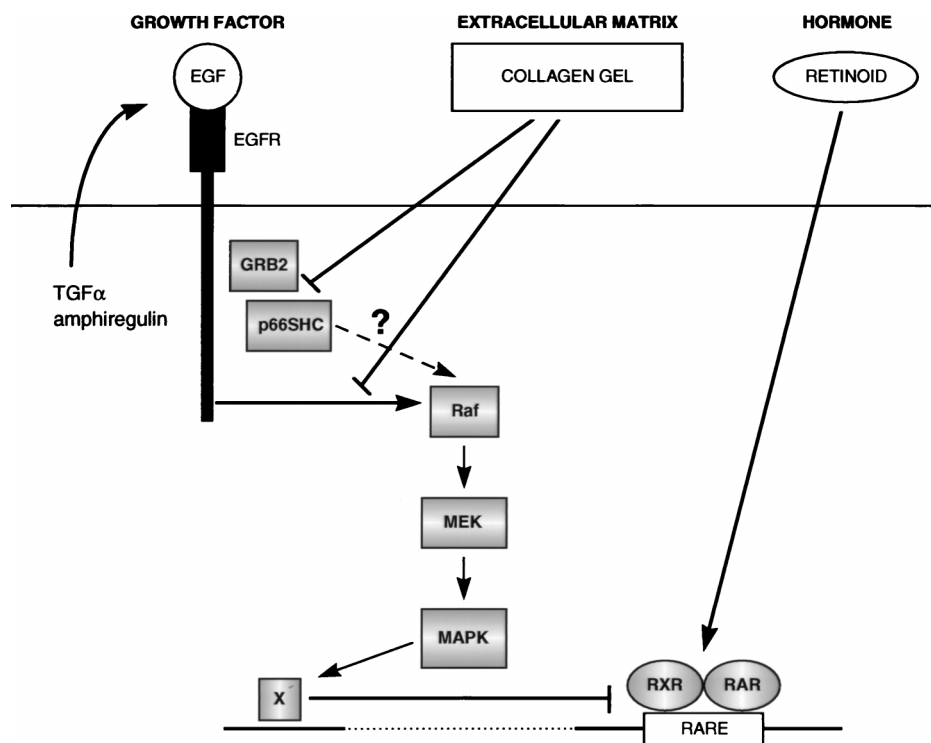 GROWTH FACTOR
EXTRACELLULAR MATRIX
HORMONE
EGF
COLLAGEN GEL
RETINOID
EGFR
GRB2
TGFα
amphiregulin
p66SHC
?
Raf
MEK
MAPK
X
RXR
RAR
RARE